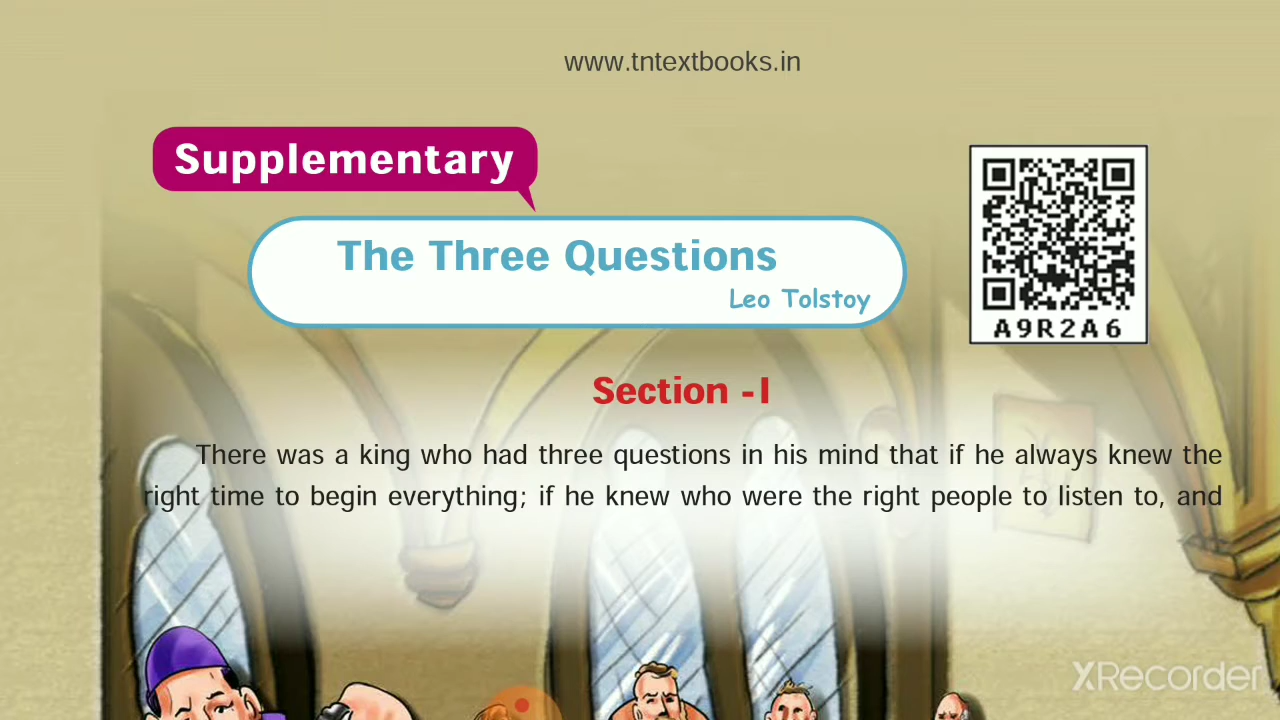 www.tntextbooks.in
Supplementary
The Three Questions
Leo Tolstoy
A9R2A6
Section -I
There was a king who had three questions in his mind that if he always knew the
right time to begin everything; if he knew who were the right people to listen to, and
XRecorder